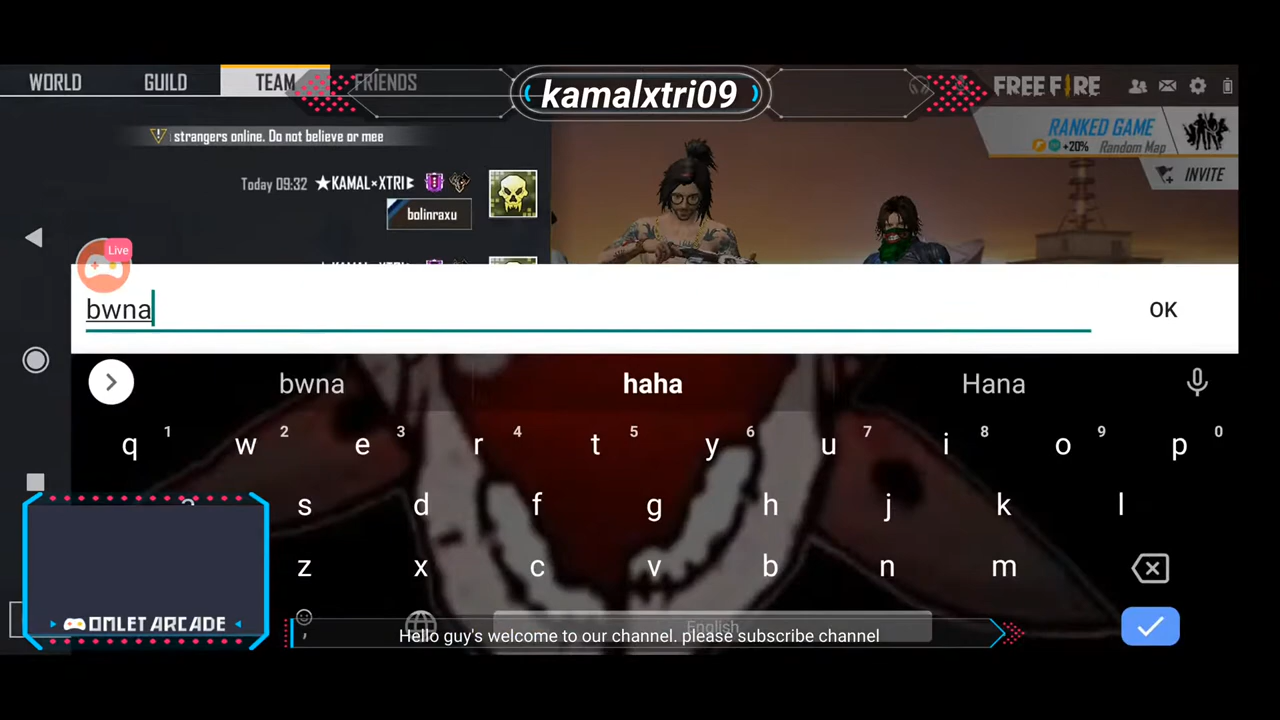 WORLD
GUILD
TEAM
FRIENDS
kamalxtri09
FREE FIRE
strangers online. Do not believe or mee
RANKED GAME
+20% Random Map
INVITE
Today 09:32 ★KAMAL×XTRI►
bolinraxu
Live
bwna
OK
bwna
haha
Hana
1 2 3 4 5 6 7 8 9 0
q w e r t y u i o p
s d f g h j k l
z x c v b n m
,
English
OMLET ARCADE
Hello guy's welcome to our channel. please subscribe channel